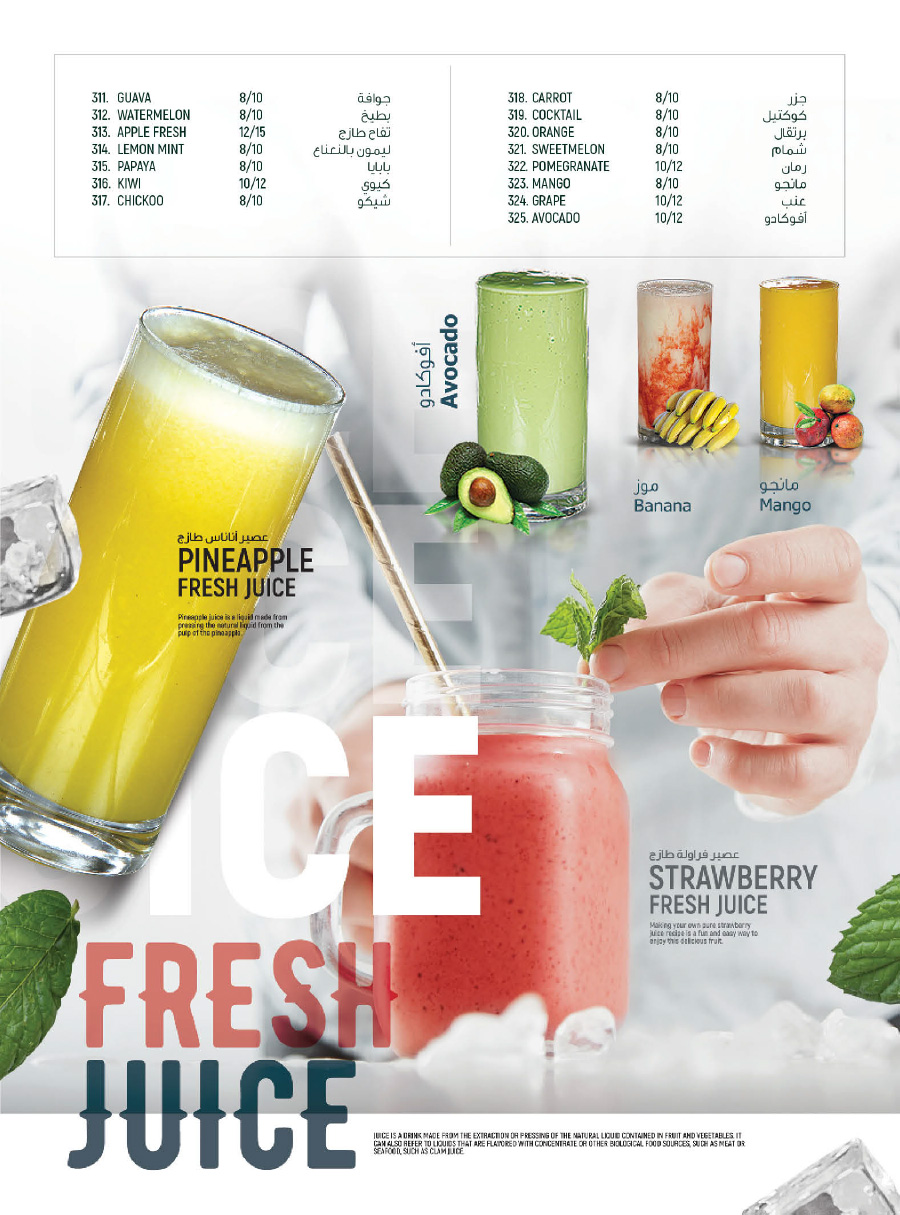 311. GUAVA 8/10 جوافة
312. WATERMELON 8/10 بطيخ
313. APPLE FRESH 12/15 تفاح طازج
314. LEMON MINT 8/10 ليمون بالنعناع
315. PAPAYA 8/10 بابايا
316. KIWI 10/12 كيوي
317. CHICKOO 8/10 شيكو
318. CARROT 8/10 جزر
319. COCKTAIL 8/10 كوكتيل
320. ORANGE 8/10 برتقال
321. SWEETMELON 8/10 شمام
322. POMEGRANATE 10/12 رمان
323. MANGO 8/10 مانجو
324. GRAPE 10/12 عنب
325. AVOCADO 10/12 أفوكادو
أفوكادو
Avocado
موز
Banana
مانجو
Mango
عصير أناناس طازج
PINEAPPLE
FRESH JUICE
Pineapple juice is a liquid made from
pressing the natural liquid from the
pulp of the pineapple.
ICE
عصير فراولة طازج
STRAWBERRY
FRESH JUICE
Making your own pure strawberry
juice recipe is a fun and easy way to
enjoy this delicious fruit.
FRESH
JUICE
JUICE IS A DRINK MADE FROM THE EXTRACTION OR PRESSING OF THE NATURAL LIQUID CONTAINED IN FRUIT AND VEGETABLES. IT
CAN ALSO REFER TO LIQUIDS THAT ARE FLAVORED WITH CONCENTRATE OR OTHER BIOLOGICAL FOOD SOURCES, SUCH AS MEAT OR
SEAFOOD, SUCH AS CLAM JUICE.